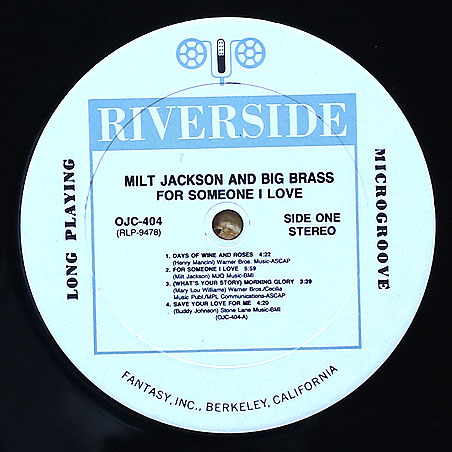 RIVERSIDE
MILT JACKSON AND BIG BRASS
FOR SOMEONE I LOVE
OJC-404
(RLP-9478)
SIDE ONE
STEREO
LONG PLAYING
MICROGROOVE
1. DAYS OF WINE AND ROSES 4:22
(Henry Mancini) Warner Bros. Music-ASCAP
2. FOR SOMEONE I LOVE 5:59
(Milt Jackson) MJQ Music-BMI
3. (WHAT'S YOUR STORY) MORNING GLORY 3:39
(Mary Lou Williams) Warner Bros./Cecilia
Music Publ./MPL Communications-ASCAP
4. SAVE YOUR LOVE FOR ME 4:20
(Buddy Johnson) Stone Lane Music-BMI
(OJC-404-A)
FANTASY, INC., BERKELEY, CALIFORNIA